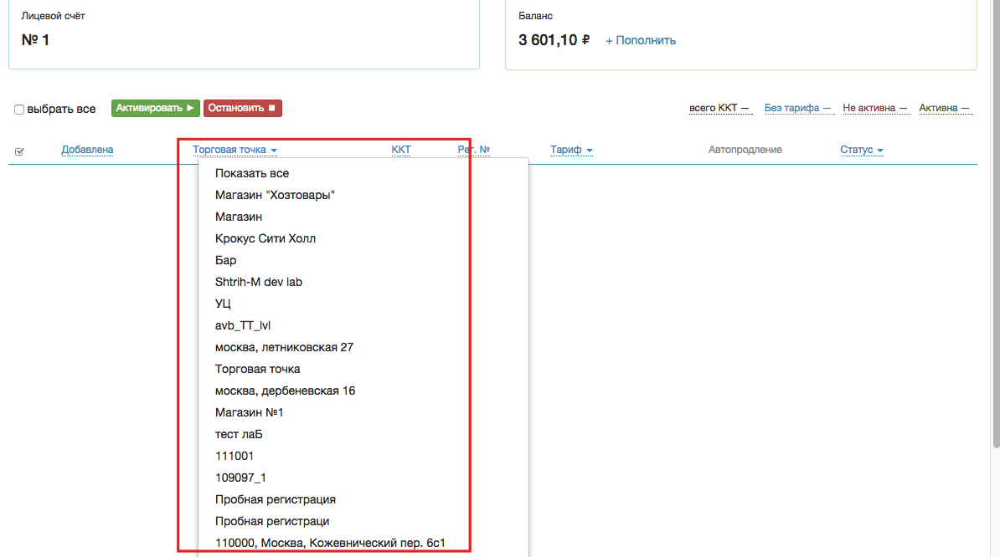 Лицевой счёт
№ 1
Баланс
3 601,10 ₽ + Пополнить
выбрать все Активировать Остановить всего ККТ — Без тарифа — Не активна — Активна —
Добавлена Торговая точка ККТ Рег. № Тариф Автопродление Статус
Показать все
Магазин "Хозтовары"
Магазин
Крокус Сити Холл
Бар
Shtrih-M dev lab
УЦ
avb_TT_lvl
москва, летниковская 27
Торговая точка
москва, дербеневская 16
Магазин №1
тест лаБ
111001
109097_1
Пробная регистрация
Пробная регистраци
110000, Москва, Кожевнический пер. 6с1